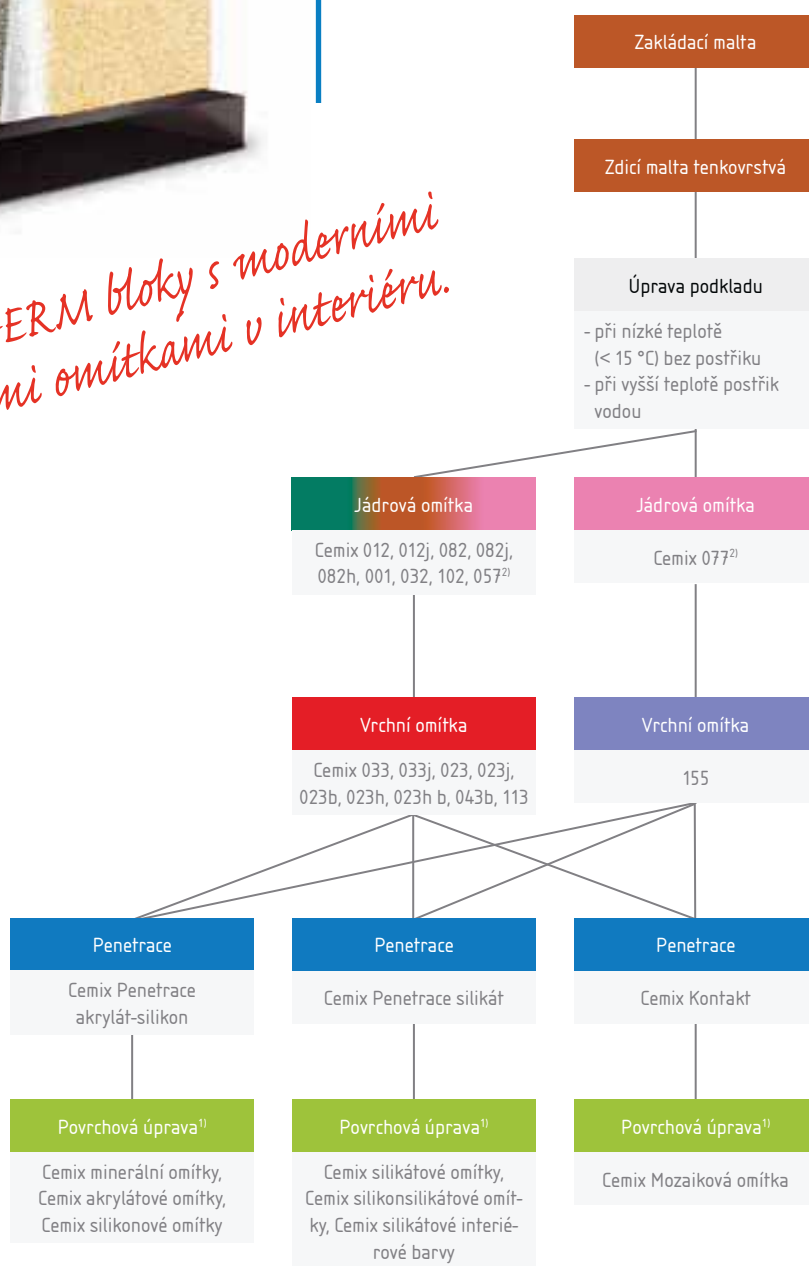 Zakládací malta
Zdicí malta tenkovrstvá
ERM bloky s moderními
mi omítkami v interiéru.
Úprava podkladu
- při nízké teplotě
(< 15 °C) bez postřiku
- při vyšší teplotě postřik
vodou
Jádrová omítka
Cemix 012, 012j, 082, 082j,
082h, 001, 032, 102, 057²⁾
Jádrová omítka
Cemix 077²⁾
Vrchní omítka
Cemix 033, 033j, 023, 023j,
023b, 023h, 023h b, 043b, 113
Vrchní omítka
155
Penetrace
Cemix Penetrace
akrylát-silikon
Penetrace
Cemix Penetrace silikát
Penetrace
Cemix Kontakt
Povrchová úprava¹⁾
Cemix minerální omítky,
Cemix akrylátové omítky,
Cemix silikonové omítky
Povrchová úprava¹⁾
Cemix silikátové omítky,
Cemix silikonsilikátové omít-
ky, Cemix silikátové interié-
rové barvy
Povrchová úprava¹⁾
Cemix Mozaiková omítka